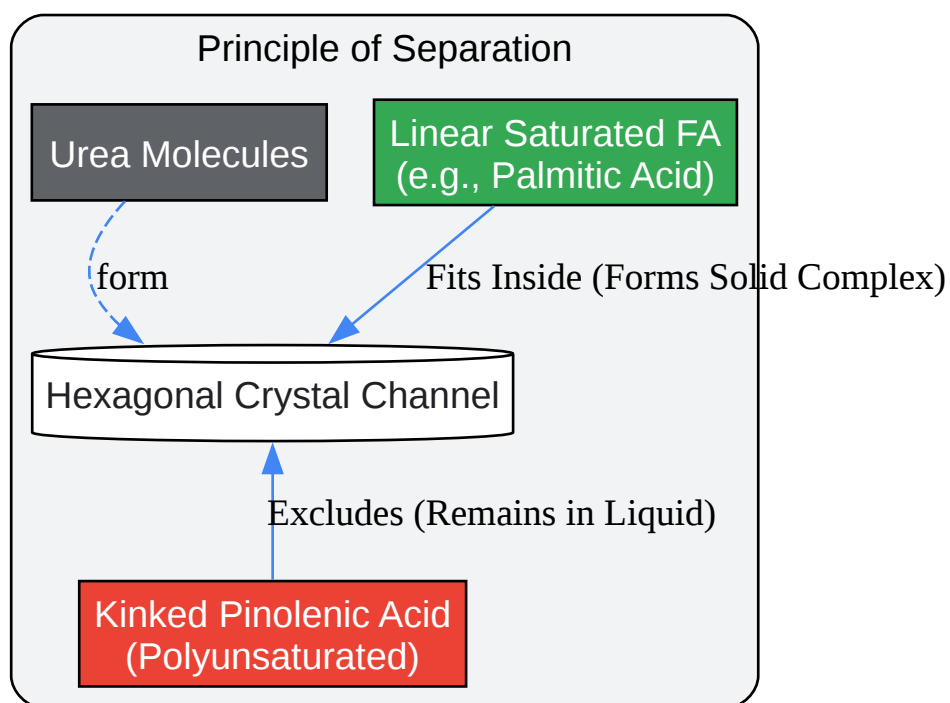 Principle of Separation
Urea Molecules
Linear Saturated FA
(e.g., Palmitic Acid)
form
Fits Inside (Forms Solid Complex)
Hexagonal Crystal Channel
Excludes (Remains in Liquid)
Kinked Pinolenic Acid
(Polyunsaturated)